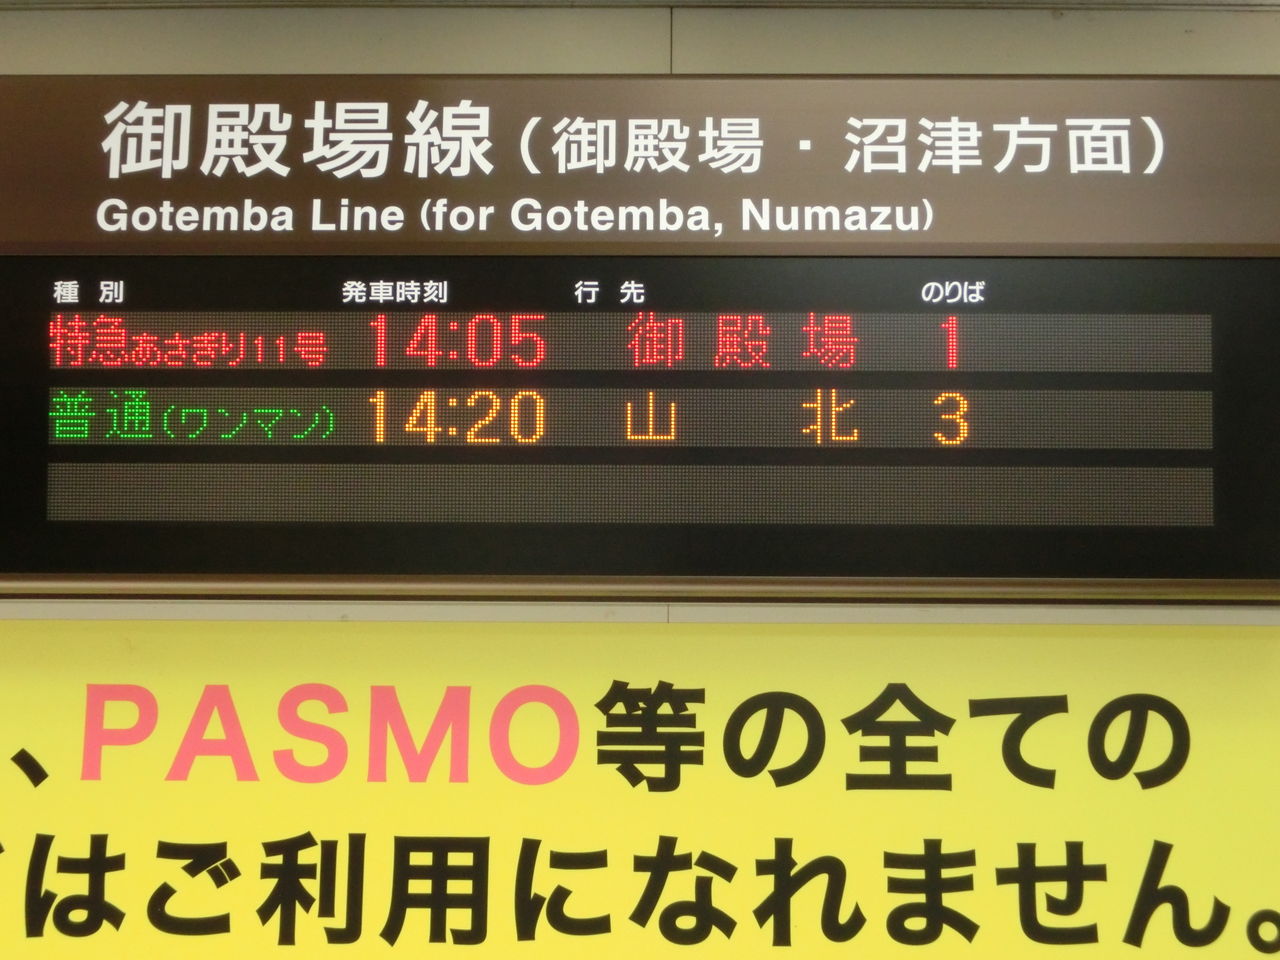 御殿場線（御殿場・沼津方面）
Gotemba Line (for Gotemba, Numazu)
種 別 発車時刻 行 先 のりば
特急あさぎり11号 14:05 御殿場 1
普通(ワンマン) 14:20 山北 3
、PASMO等の全ての
はご利用になれません。